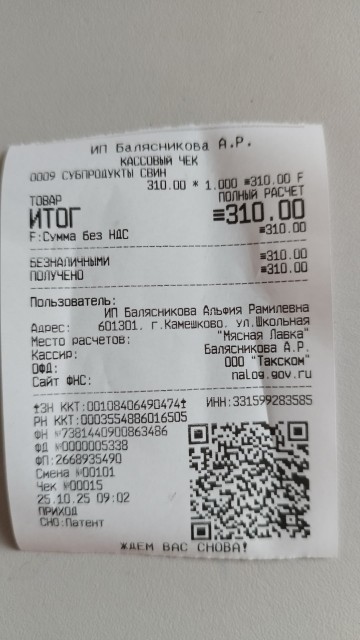 ИП Балясникова А.Р.
КАССОВЫЙ ЧЕК
0009 СУБПРОДУКТЫ СВИН
310.00 * 1.000 ≡310.00 F
ТОВАР ПОЛНЫЙ РАСЧЕТ
ИТОГ ≡310.00
F:Сумма без НДС ≡310.00
БЕЗНАЛИЧНЫМИ ≡310.00
ПОЛУЧЕНО ≡310.00
Пользователь:
ИП Балясникова Альфия Рамилевна
Адрес: 601301, г.Камешково, ул.Школьная
Место расчетов: "Мясная Лавка"
Кассир: Балясникова А.Р.
ОФД: ООО "Такском"
Сайт ФНС: nalog.gov.ru
ЗН ККТ:00108406490474 ИНН:331599283585
РН ККТ:0003554886016505
ФН №7381440900863486
ФД №0000005338
ФП:2668935490
Смена №00101
Чек №00015
25.10.25 09:02
ПРИХОД
СНО:Патент
ЖДЕМ ВАС СНОВА!